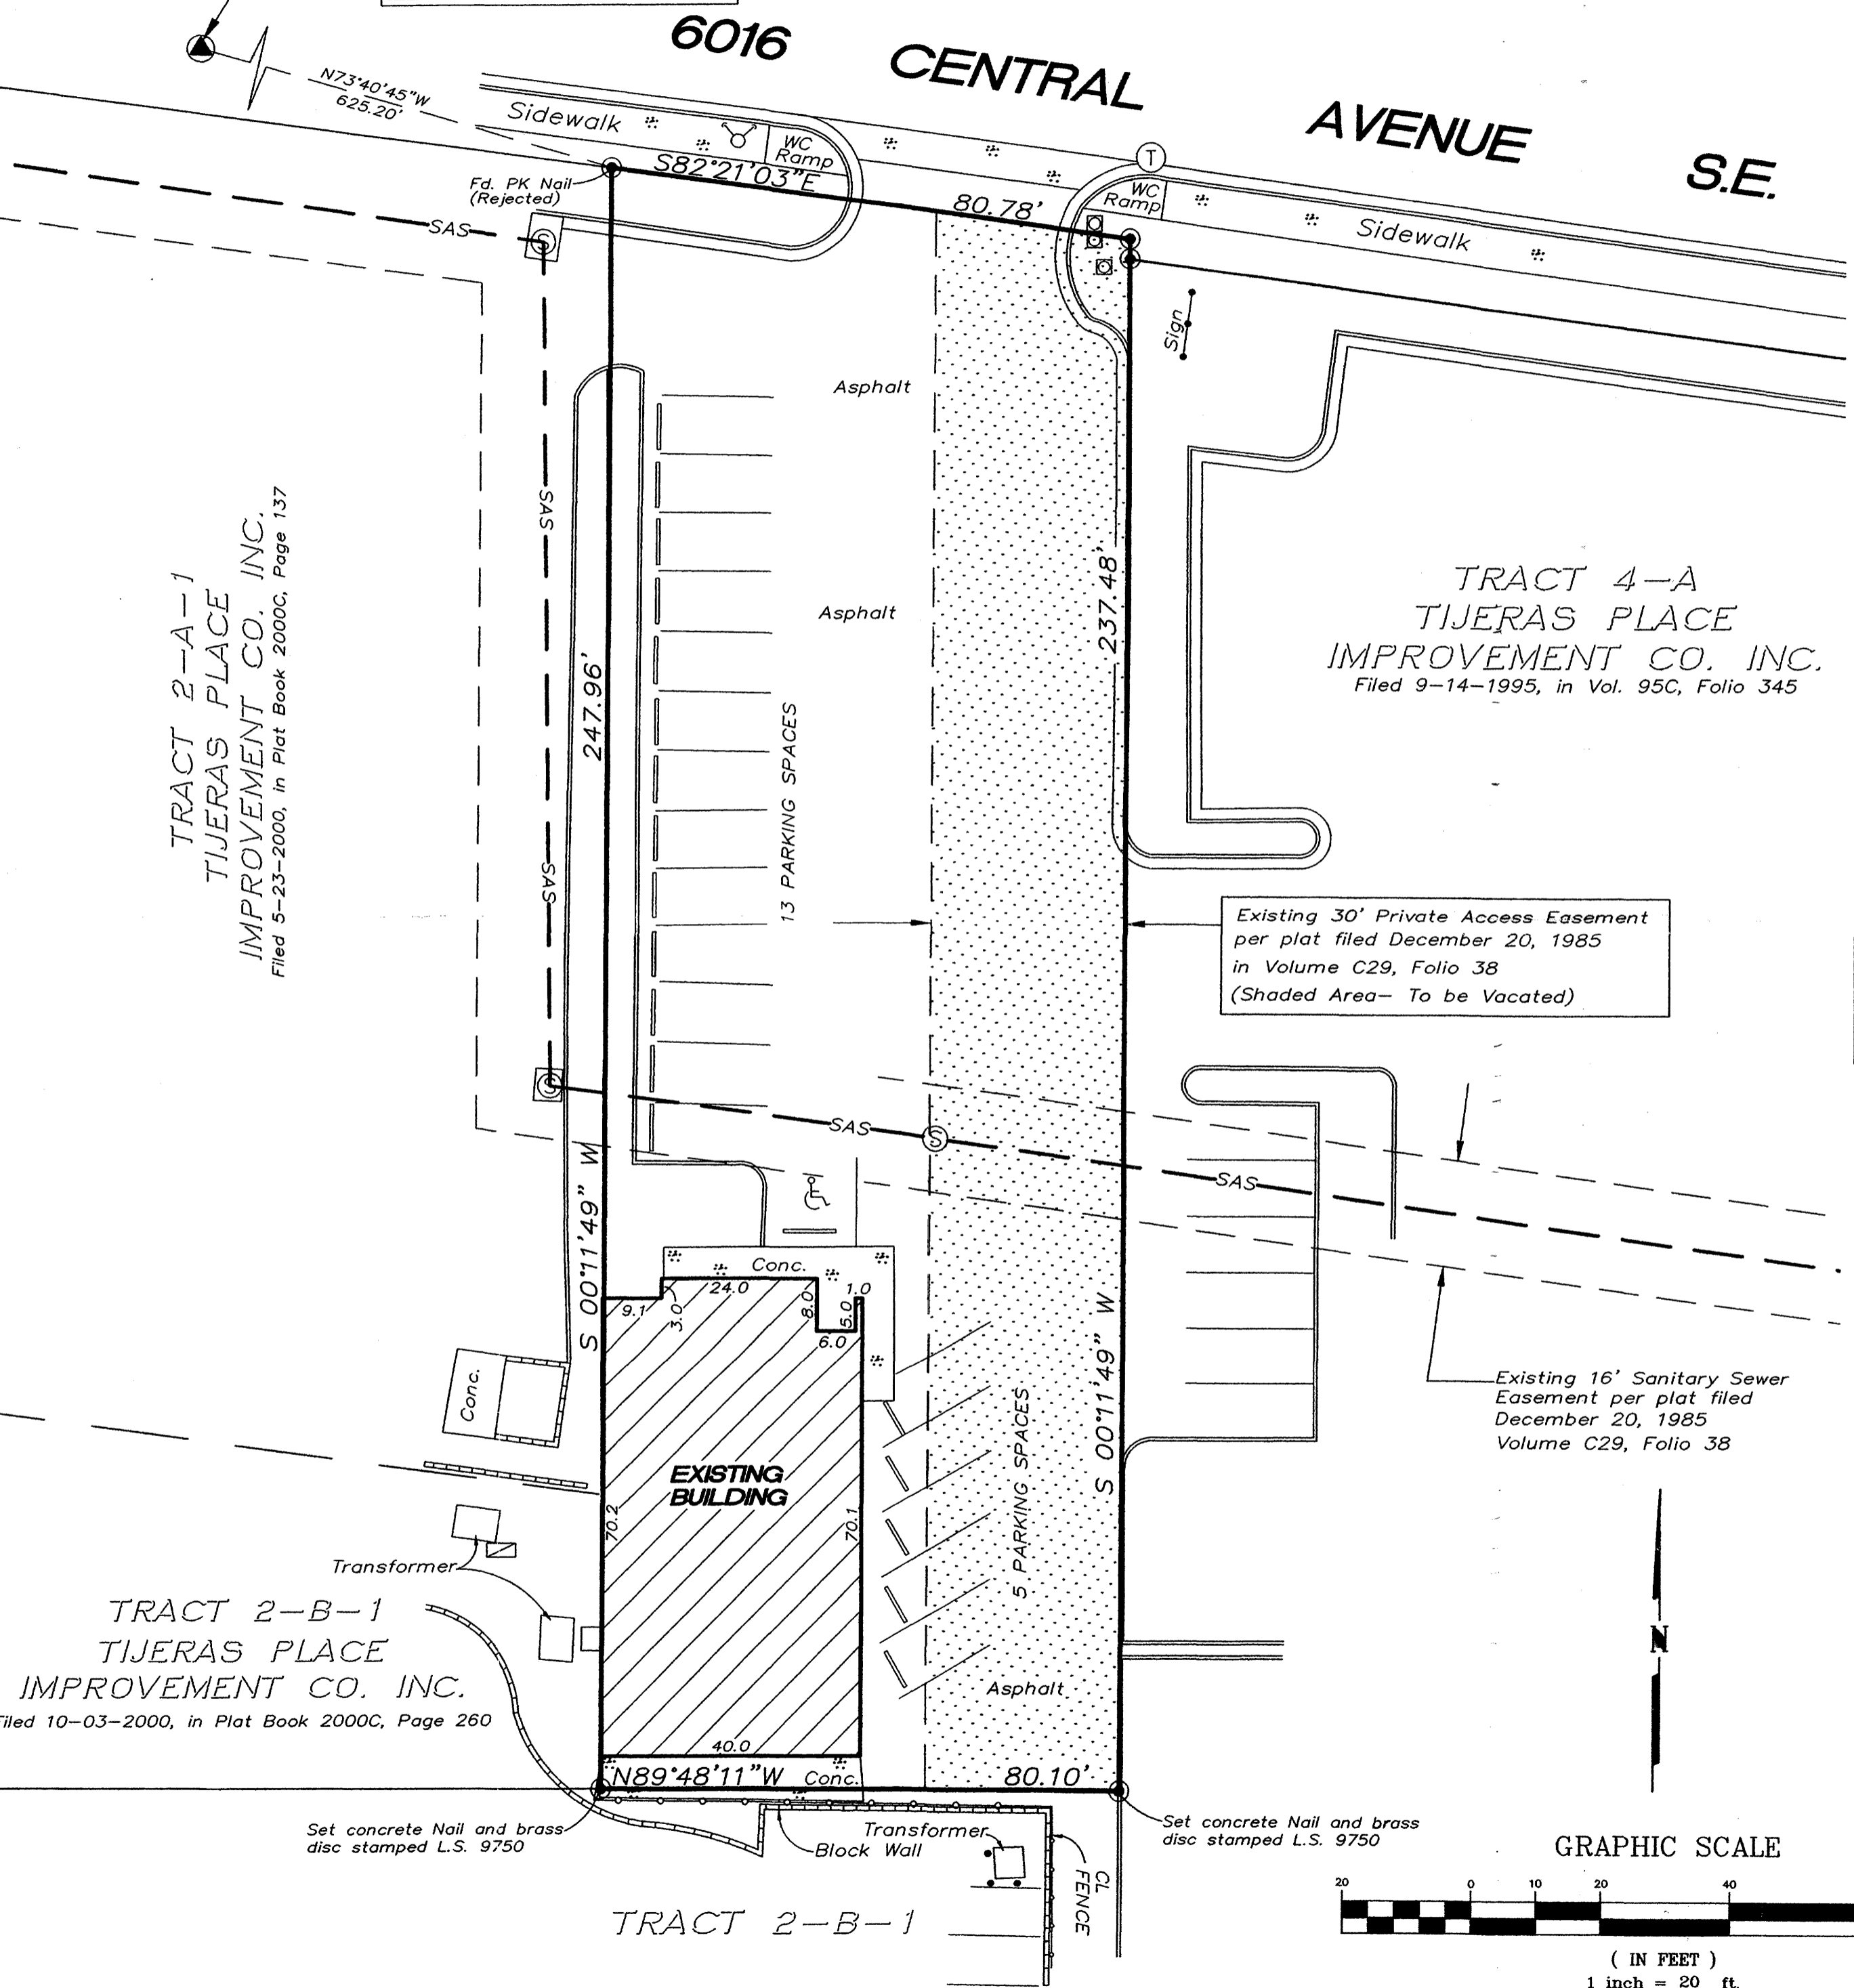 6016 CENTRAL AVENUE S.E.
N73°40'45"W
625.20'
Sidewalk
WC
Ramp
S82°21'03"E
80.78'
Fd. PK Nail
(Rejected)
T
WC
Ramp
Sidewalk
SAS
S
Sign
Asphalt
SAS
Asphalt
247.96'
237.48'
13 PARKING SPACES
TRACT 2-A-1
TIJERAS PLACE
IMPROVEMENT CO. INC.
Filed 5-23-2000, in Plat Book 2000C, Page 137
TRACT 4-A
TIJERAS PLACE
IMPROVEMENT CO. INC.
Filed 9-14-1995, in Vol. 95C, Folio 345
SAS
Existing 30' Private Access Easement
per plat filed December 20, 1985
in Volume C29, Folio 38
(Shaded Area- To be Vacated)
S
SAS
S
SAS
S 00°11'49" W
S 00°11'49" W
Conc.
24.0
1.0
9.1
3.0
8.0
5.0
6.0
Conc.
Existing 16' Sanitary Sewer
Easement per plat filed
December 20, 1985
Volume C29, Folio 38
EXISTING
BUILDING
70.2
70.1
5 PARKING SPACES
Transformer
TRACT 2-B-1
TIJERAS PLACE
IMPROVEMENT CO. INC.
Filed 10-03-2000, in Plat Book 2000C, Page 260
Asphalt
N
40.0
N89°48'11"W
Conc.
80.10'
Set concrete Nail and brass
disc stamped L.S. 9750
Transformer
Block Wall
Set concrete Nail and brass
disc stamped L.S. 9750
CL
FENCE
TRACT 2-B-1
GRAPHIC SCALE
20 0 10 20 40
( IN FEET )
1 inch = 20 ft.